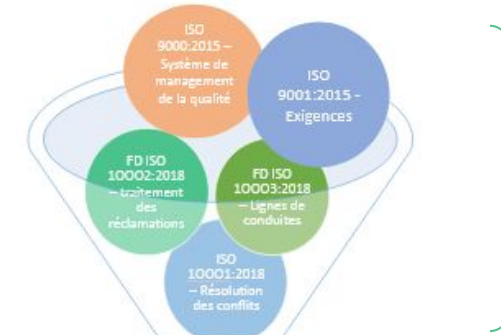 ISO
9000:2015 –
Système de
management
de la qualité
ISO
9001:2015 -
Exigences
FD ISO
10002:2018
– traitement
des
réclamations
FD ISO
10003:2018
– Lignes de
conduites
ISO
10001:2018
– Résolution
des conflits